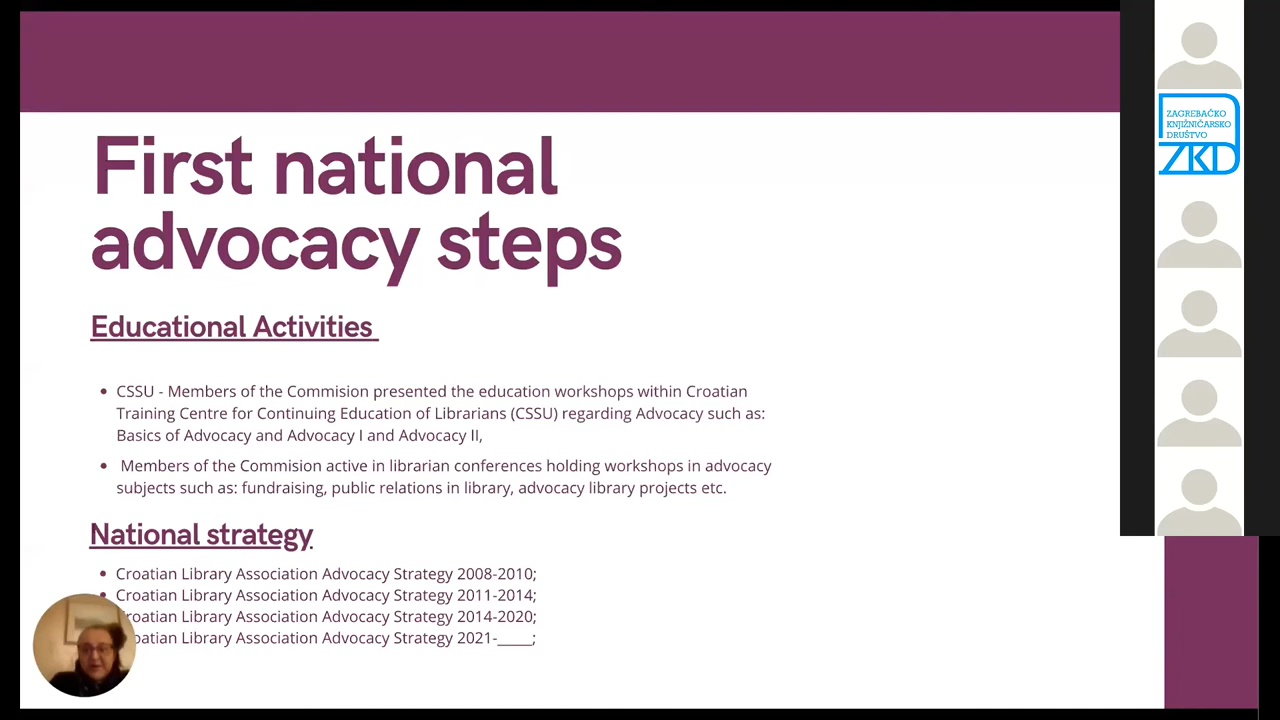 First national
advocacy steps
Educational Activities
CSSU - Members of the Commision presented the education workshops within Croatian
Training Centre for Continuing Education of Librarians (CSSU) regarding Advocacy such as:
Basics of Advocacy and Advocacy I and Advocacy II,
Members of the Commision active in librarian conferences holding workshops in advocacy
subjects such as: fundraising, public relations in library, advocacy library projects etc.
National strategy
Croatian Library Association Advocacy Strategy 2008-2010;
Croatian Library Association Advocacy Strategy 2011-2014;
Croatian Library Association Advocacy Strategy 2014-2020;
Croatian Library Association Advocacy Strategy 2021-_____;
ZAGREBAČKO
KNJIŽNIČARSKO
DRUŠTVO
ZKD